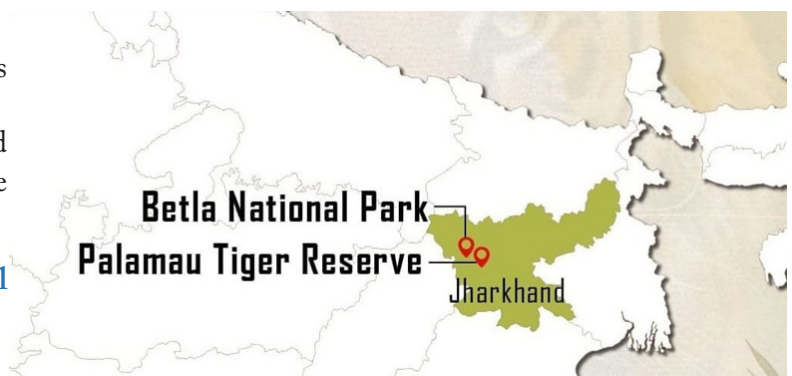 s
d
e
Betla National Park
Palamau Tiger Reserve
l
Jharkhand